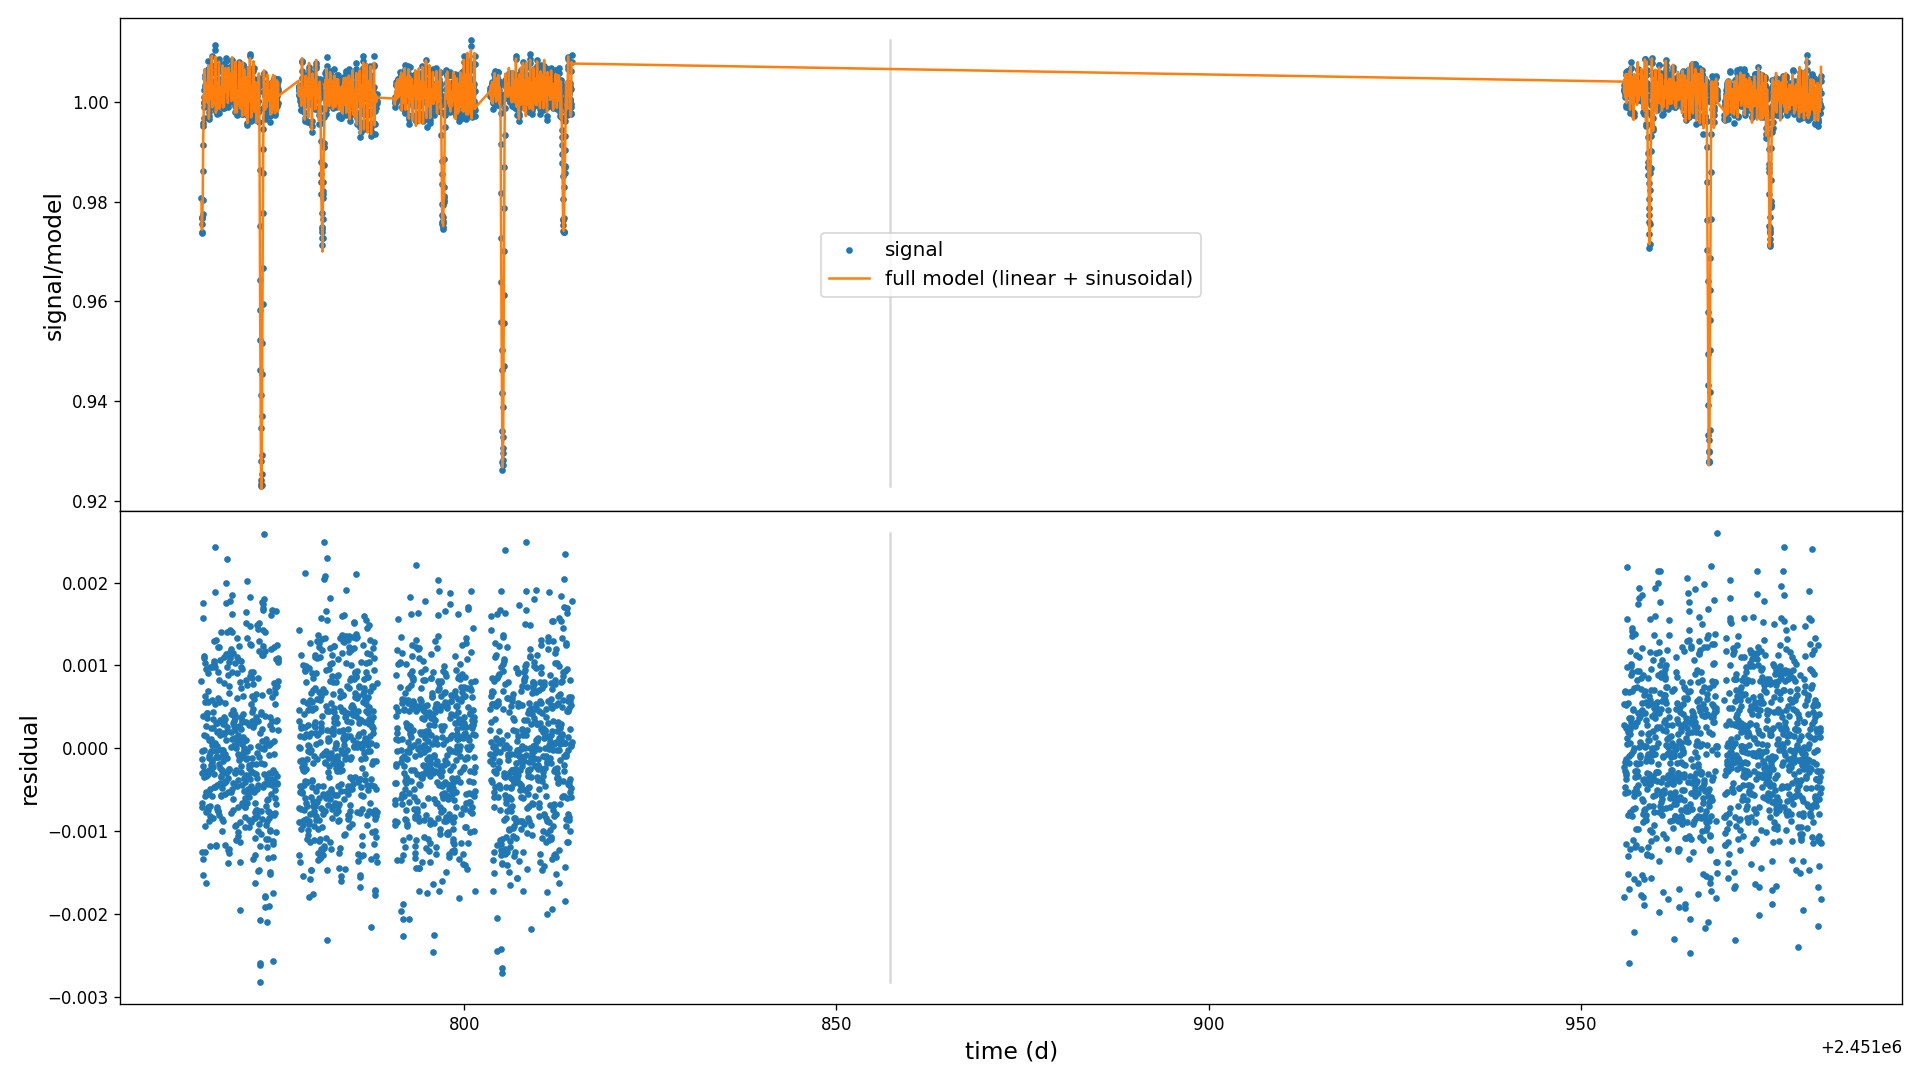 signal/model
1.00
0.98
0.96
0.94
0.92
signal
full model (linear + sinusoidal)
residual
0.002
0.001
0.000
−0.001
−0.002
−0.003
800
850
900
950
time (d)
+2.451e6